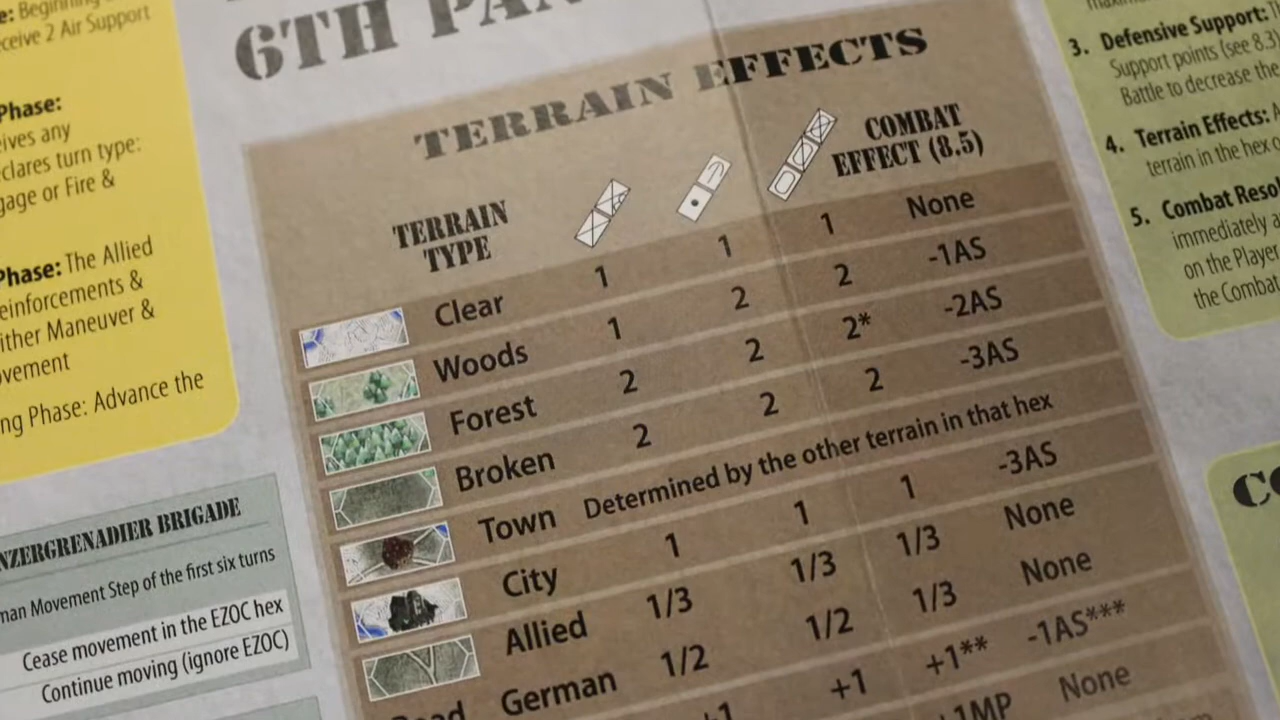 e: Beginning
ceive 2 Air Support
Phase:
eives any
clares turn type:
gage or Fire &
Phase: The Allied
einforcements &
ither Maneuver &
ovement
ng Phase: Advance the
NZERGRENADIER BRIGADE
man Movement Step of the first six turns
Cease movement in the EZOC hex
Continue moving (ignore EZOC)
6TH PAN
TERRAIN EFFECTS
TERRAIN TYPE
COMBAT
EFFECT (8.5)
Clear 1 1 1 None
Woods 1 2 2 -1AS
Forest 2 2 2* -2AS
Broken 2 2 2 -3AS
Town Determined by the other terrain in that hex
City 1 1 1 -3AS
Allied 1/3 1/3 1/3 None
Road German 1/2 1/2 1/3 None
+1 +1 +1** -1AS***
+1MP None
3. Defensive Support:
Support points (see 8.3)
Battle to decrease the
4. Terrain Effects: A
terrain in the hex o
5. Combat Resol
immediately a
on the Player
the Combat
CO